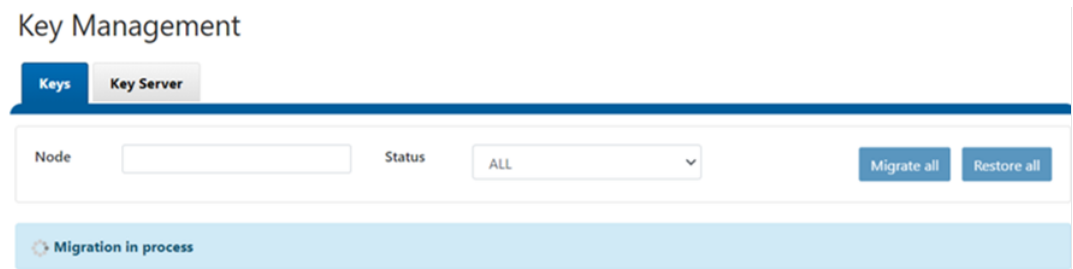 Key Management
Keys Key Server
Node Status ALL Migrate all Restore all
Migration in process